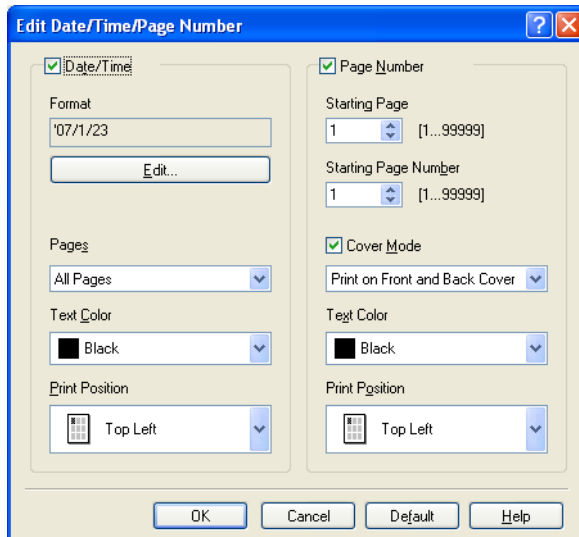 Edit Date/Time/Page Number
Date/Time
Format
'07/1/23
Edit...
Pages
All Pages
Text Color
Black
Print Position
Top Left
Page Number
Starting Page
1 [1...99999]
Starting Page Number
1 [1...99999]
Cover Mode
Print on Front and Back Cover
Text Color
Black
Print Position
Top Left
OK Cancel Default Help